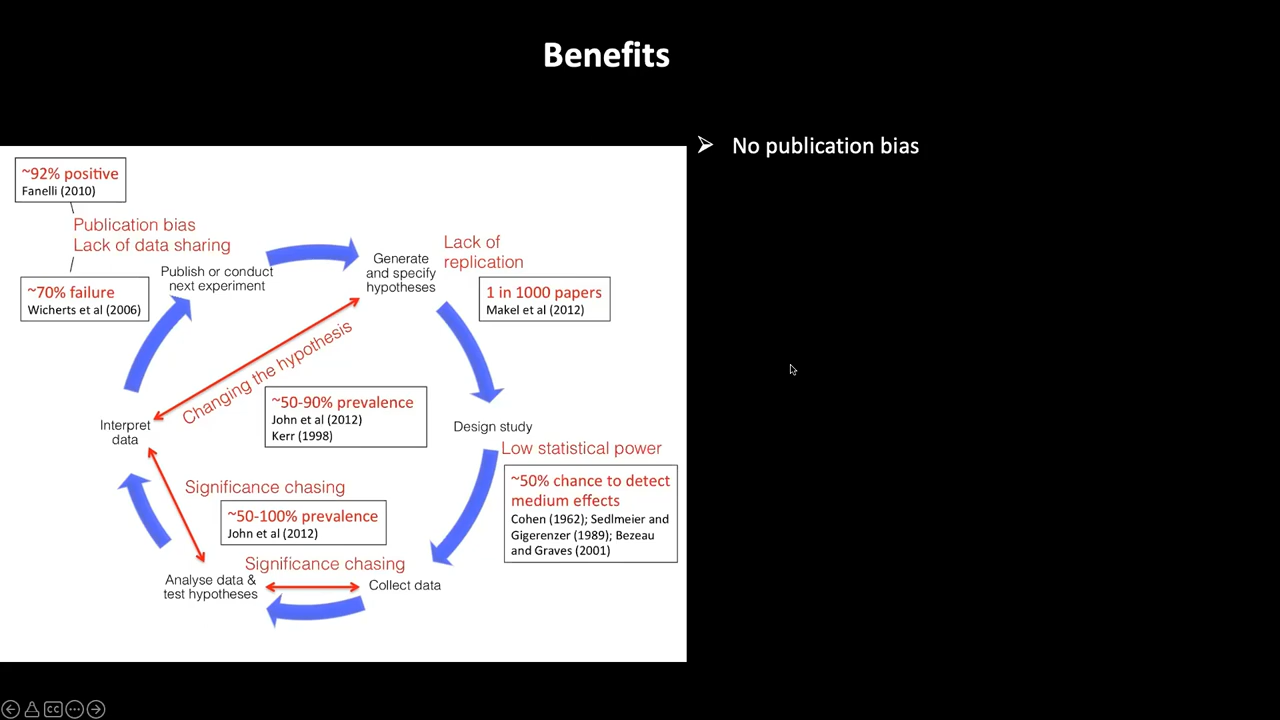 Benefits
➢ No publication bias
~92% positive
Fanelli (2010)
Publication bias
Lack of data sharing
~70% failure
Wicherts et al (2006)
Publish or conduct
next experiment
Generate
and specify
hypotheses
Lack of
replication
1 in 1000 papers
Makel et al (2012)
Changing the hypothesis
~50-90% prevalence
John et al (2012)
Kerr (1998)
Interpret
data
Design study
Low statistical power
~50% chance to detect
medium effects
Cohen (1962); Sedlmeier and
Gigerenzer (1989); Bezeau
and Graves (2001)
Significance chasing
~50-100% prevalence
John et al (2012)
Significance chasing
Analyse data &
test hypotheses
Collect data
CC